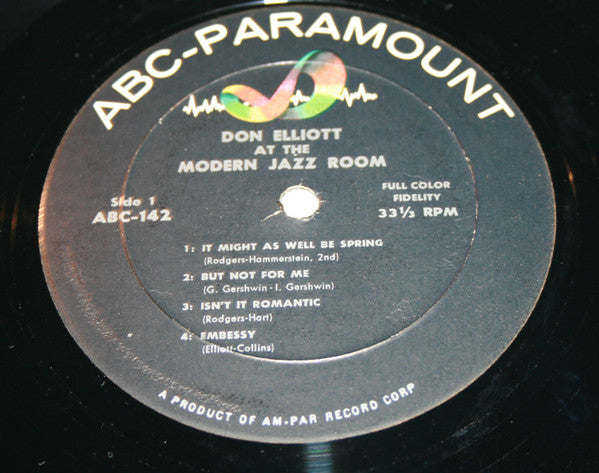 ABC-PARAMOUNT
DON ELLIOTT
AT THE
MODERN JAZZ ROOM
Side 1
ABC-142
FULL COLOR
FIDELITY
33⅓ RPM
1: IT MIGHT AS WELL BE SPRING
(Rodgers-Hammerstein, 2nd)
2: BUT NOT FOR ME
(G. Gershwin-I. Gershwin)
3: ISN'T IT ROMANTIC
(Rodgers-Hart)
4: EMBESSY
(Elliott-Collins)
A PRODUCT OF AM-PAR RECORD CORP